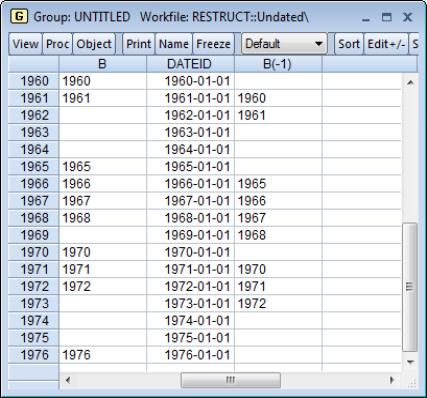 G Group: UNTITLED Workfile: RESTRUCT::Undated\
View Proc Object Print Name Freeze Default Sort Edit+/- S
B DATEID B(-1)
1960 1960 1960-01-01
1961 1961 1961-01-01 1960
1962 1962-01-01 1961
1963 1963-01-01
1964 1964-01-01
1965 1965 1965-01-01
1966 1966 1966-01-01 1965
1967 1967 1967-01-01 1966
1968 1968 1968-01-01 1967
1969 1969-01-01 1968
1970 1970 1970-01-01
1971 1971 1971-01-01 1970
1972 1972 1972-01-01 1971
1973 1973-01-01 1972
1974 1974-01-01
1975 1975-01-01
1976 1976 1976-01-01